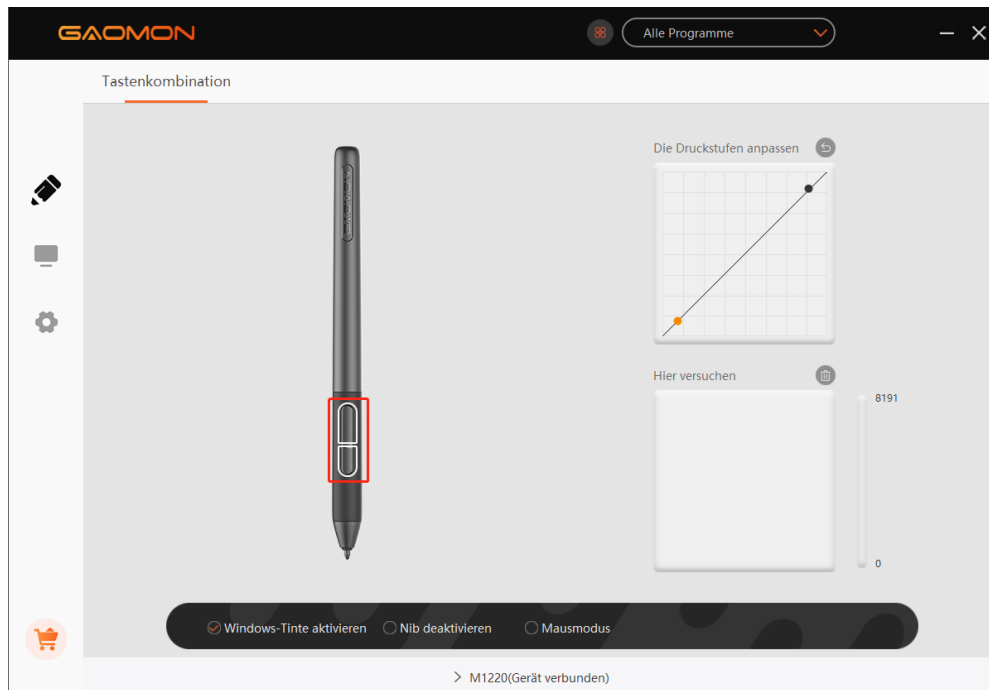 GAOMON
Alle Programme
Tastenkombination
Die Druckstufen anpassen
GAOMON
Hier versuchen
8191
0
Windows-Tinte aktivieren
Nib deaktivieren
Mausmodus
M1220(Gerät verbunden)